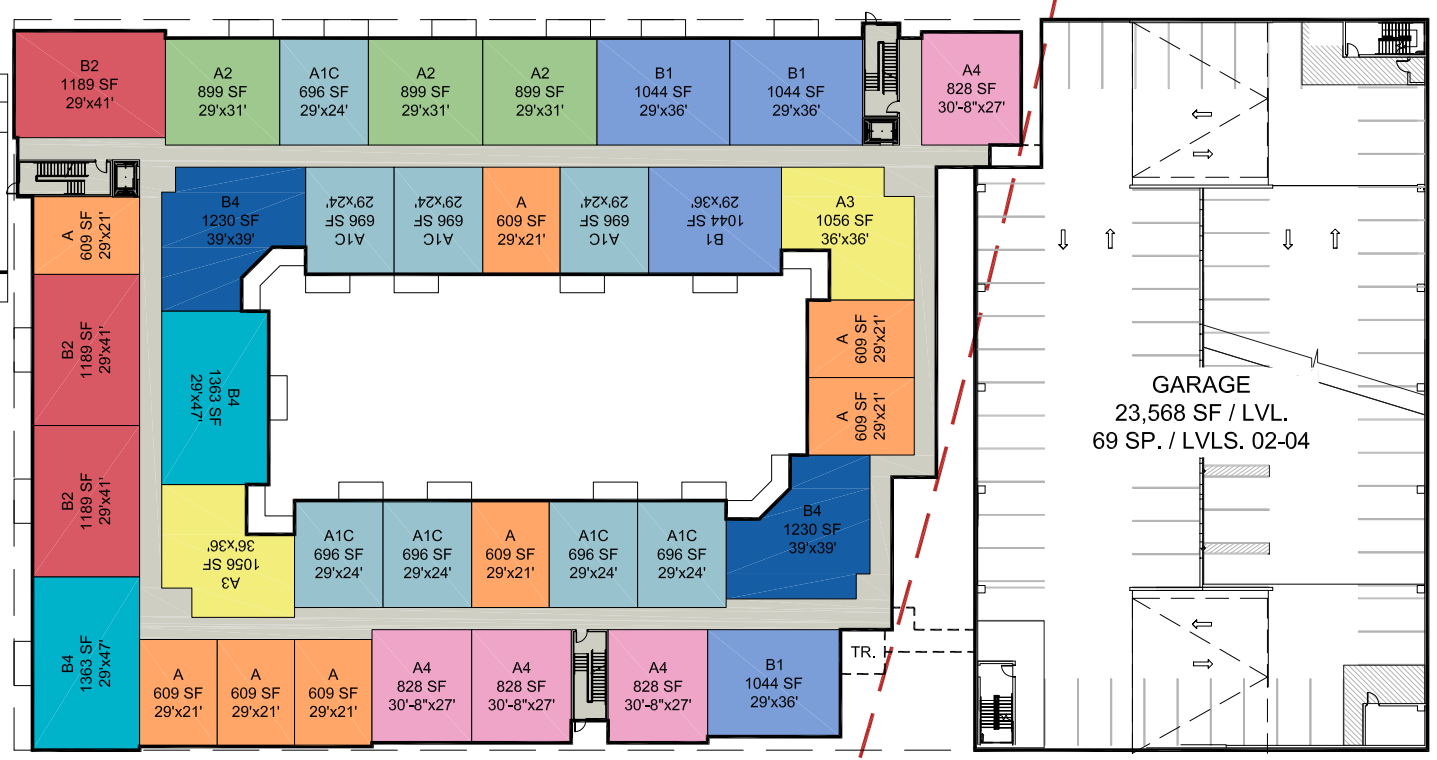 B2
1189 SF
29'x41'
A2
899 SF
29'x31'
A1C
696 SF
29'x24'
A2
899 SF
29'x31'
A2
899 SF
29'x31'
B1
1044 SF
29'x36'
B1
1044 SF
29'x36'
A4
828 SF
30'-8"x27'
A
609 SF
29'x21'
B4
1230 SF
39'x39'
A1C
696 SF
29'x24'
A1C
696 SF
29'x24'
A
609 SF
29'x21'
A1C
696 SF
29'x24'
B1
1044 SF
29'x36'
A3
1056 SF
36'x36'
B2
1189 SF
29'x41'
B4
1363 SF
29'x47'
A
609 SF
29'x21'
A
609 SF
29'x21'
GARAGE
23,568 SF / LVL.
69 SP. / LVLS. 02-04
B2
1189 SF
29'x41'
A3
1056 SF
36'x36'
A1C
696 SF
29'x24'
A1C
696 SF
29'x24'
A
609 SF
29'x21'
A1C
696 SF
29'x24'
A1C
696 SF
29'x24'
B4
1230 SF
39'x39'
B4
1363 SF
29'x47'
A
609 SF
29'x21'
A
609 SF
29'x21'
A
609 SF
29'x21'
A4
828 SF
30'-8"x27'
A4
828 SF
30'-8"x27'
A4
828 SF
30'-8"x27'
B1
1044 SF
29'x36'
TR.